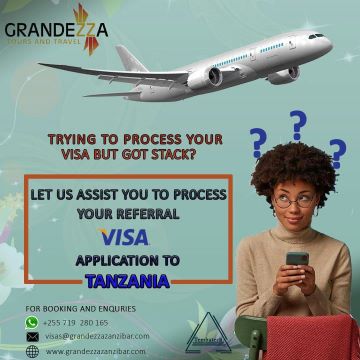 GRANDEZZA
TOURS AND TRAVEL
? ? ?
TRYING TO PROCESS YOUR
VISA BUT GOT STACK?
LET US ASSIST YOU TO PROCESS
YOUR REFERRAL
VISA
APPLICATION TO
TANZANIA
FOR BOOKING AND ENQURIES
+255 719 280 165
visas@grandezzazanzibar.com
www.grandezzazanzibar.com